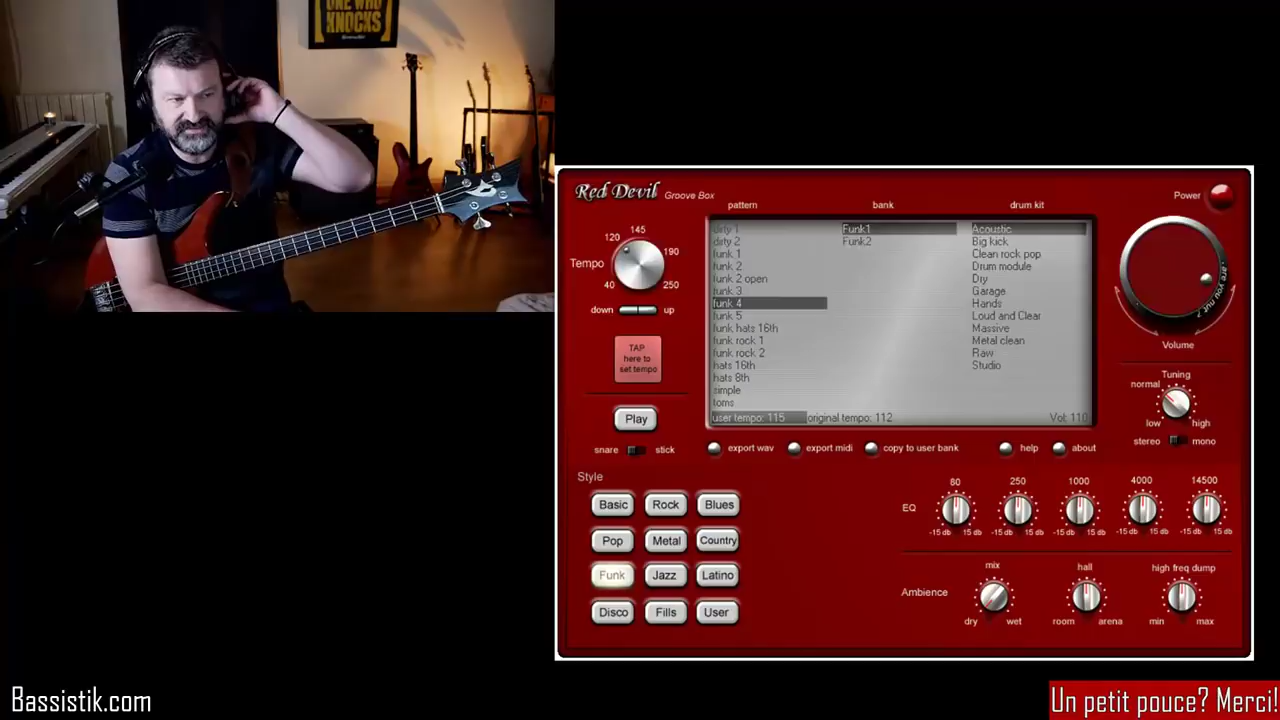 ONE WHO
KNOCKS
Red Devil Groove Box
Power
pattern bank drum kit
dirty 1
dirty 2
funk 1
funk 2
funk 2 open
funk 3
funk 4
funk 5
funk hats 16th
funk rock 1
funk rock 2
hats 16th
hats 8th
simple
toms
Funk1
Funk2
Acoustic
Big kick
Clean rock pop
Drum module
Dry
Garage
Hands
Loud and Clear
Massive
Metal clean
Raw
Studio
user tempo: 115 original tempo: 112 Vol: 110
145
120 190
Tempo
40 250
down up
TAP
here to
set tempo
Play
snare stick
export wav export midi copy to user bank help about
Volume
Tuning
normal
low high
stereo mono
Style
Basic Rock Blues
Pop Metal Country
Funk Jazz Latino
Disco Fills User
80 250 1000 4000 14500
EQ
-15 db 15 db -15 db 15 db -15 db 15 db -15 db 15 db -15 db 15 db
mix hall high freq dump
Ambience
dry wet room arena min max
Bassistik.com
Un petit pouce? Merci!